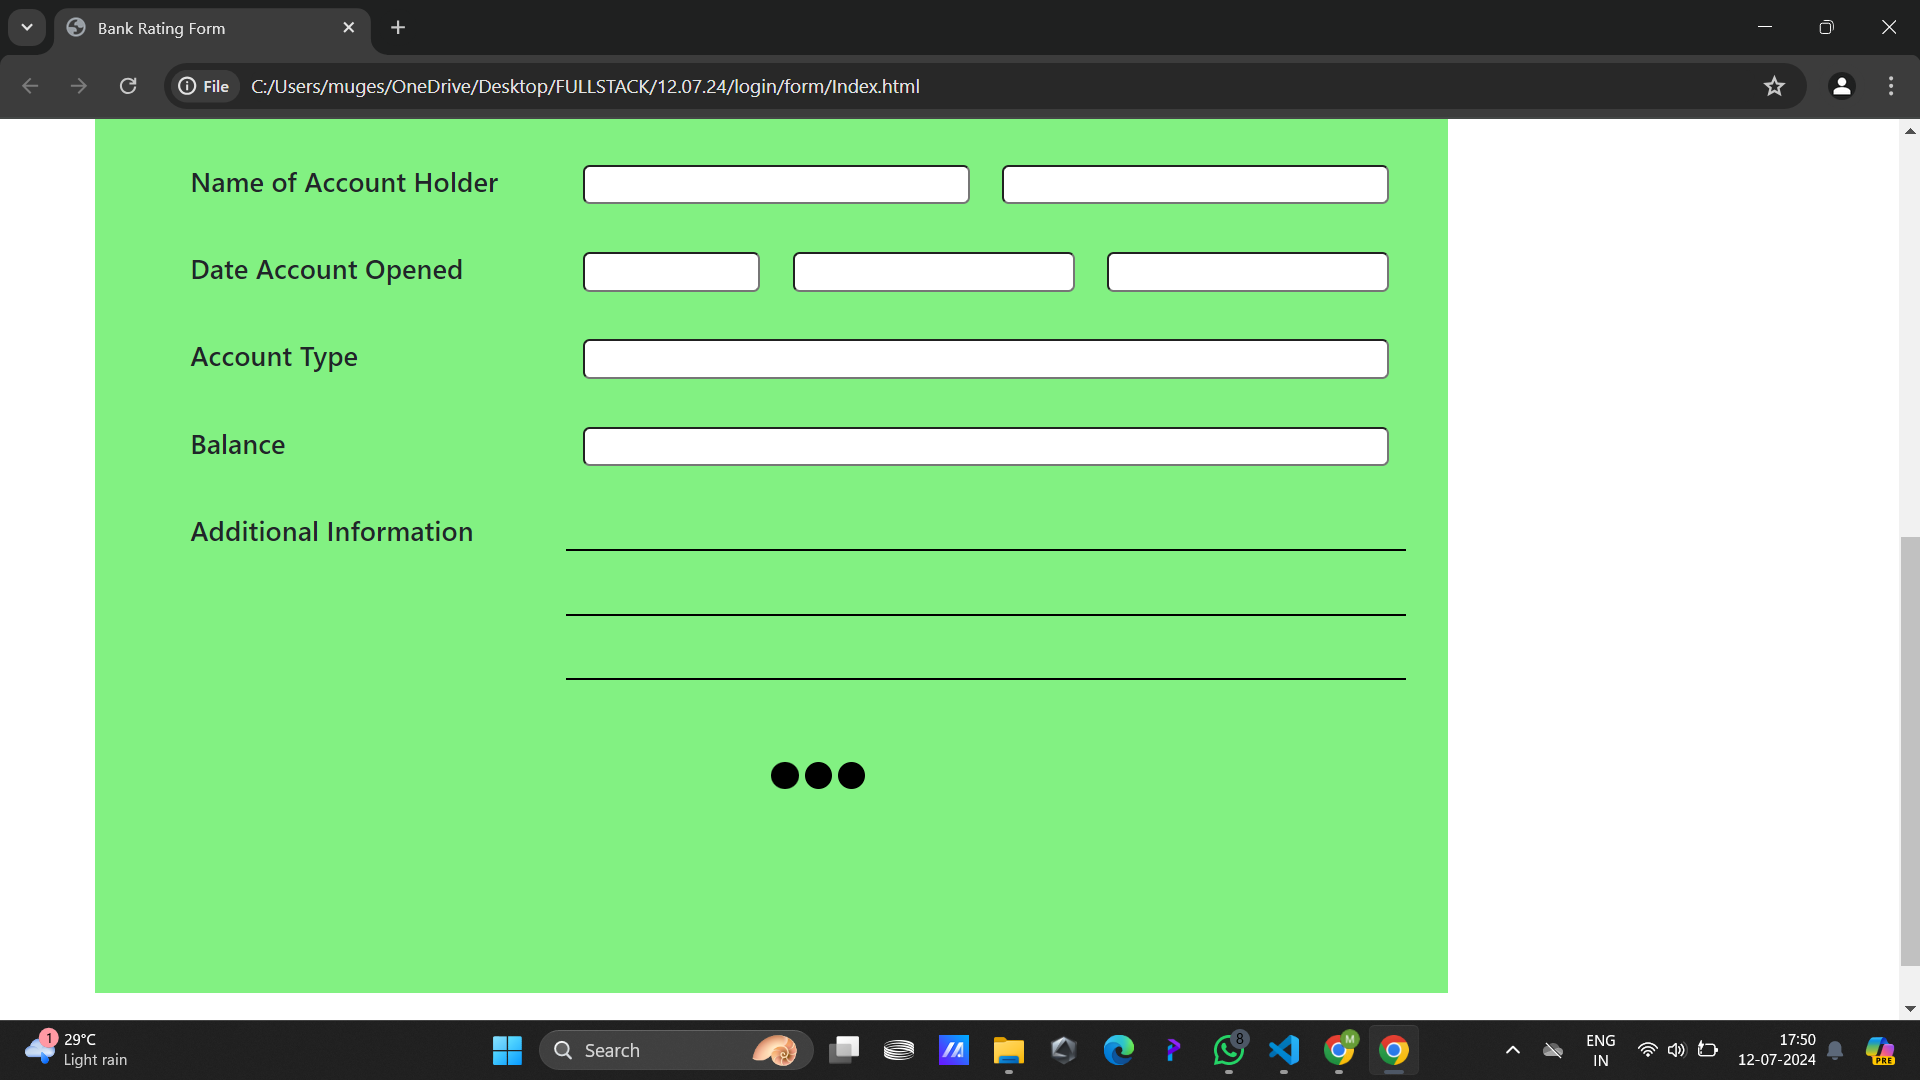 Bank Rating Form
File
C:/Users/muges/OneDrive/Desktop/FULLSTACK/12.07.24/login/form/Index.html
Name of Account Holder
Date Account Opened
Account Type
Balance
Additional Information
1
29°C
Light rain
Search
8
M
ENG
IN
17:50
12-07-2024
PRE